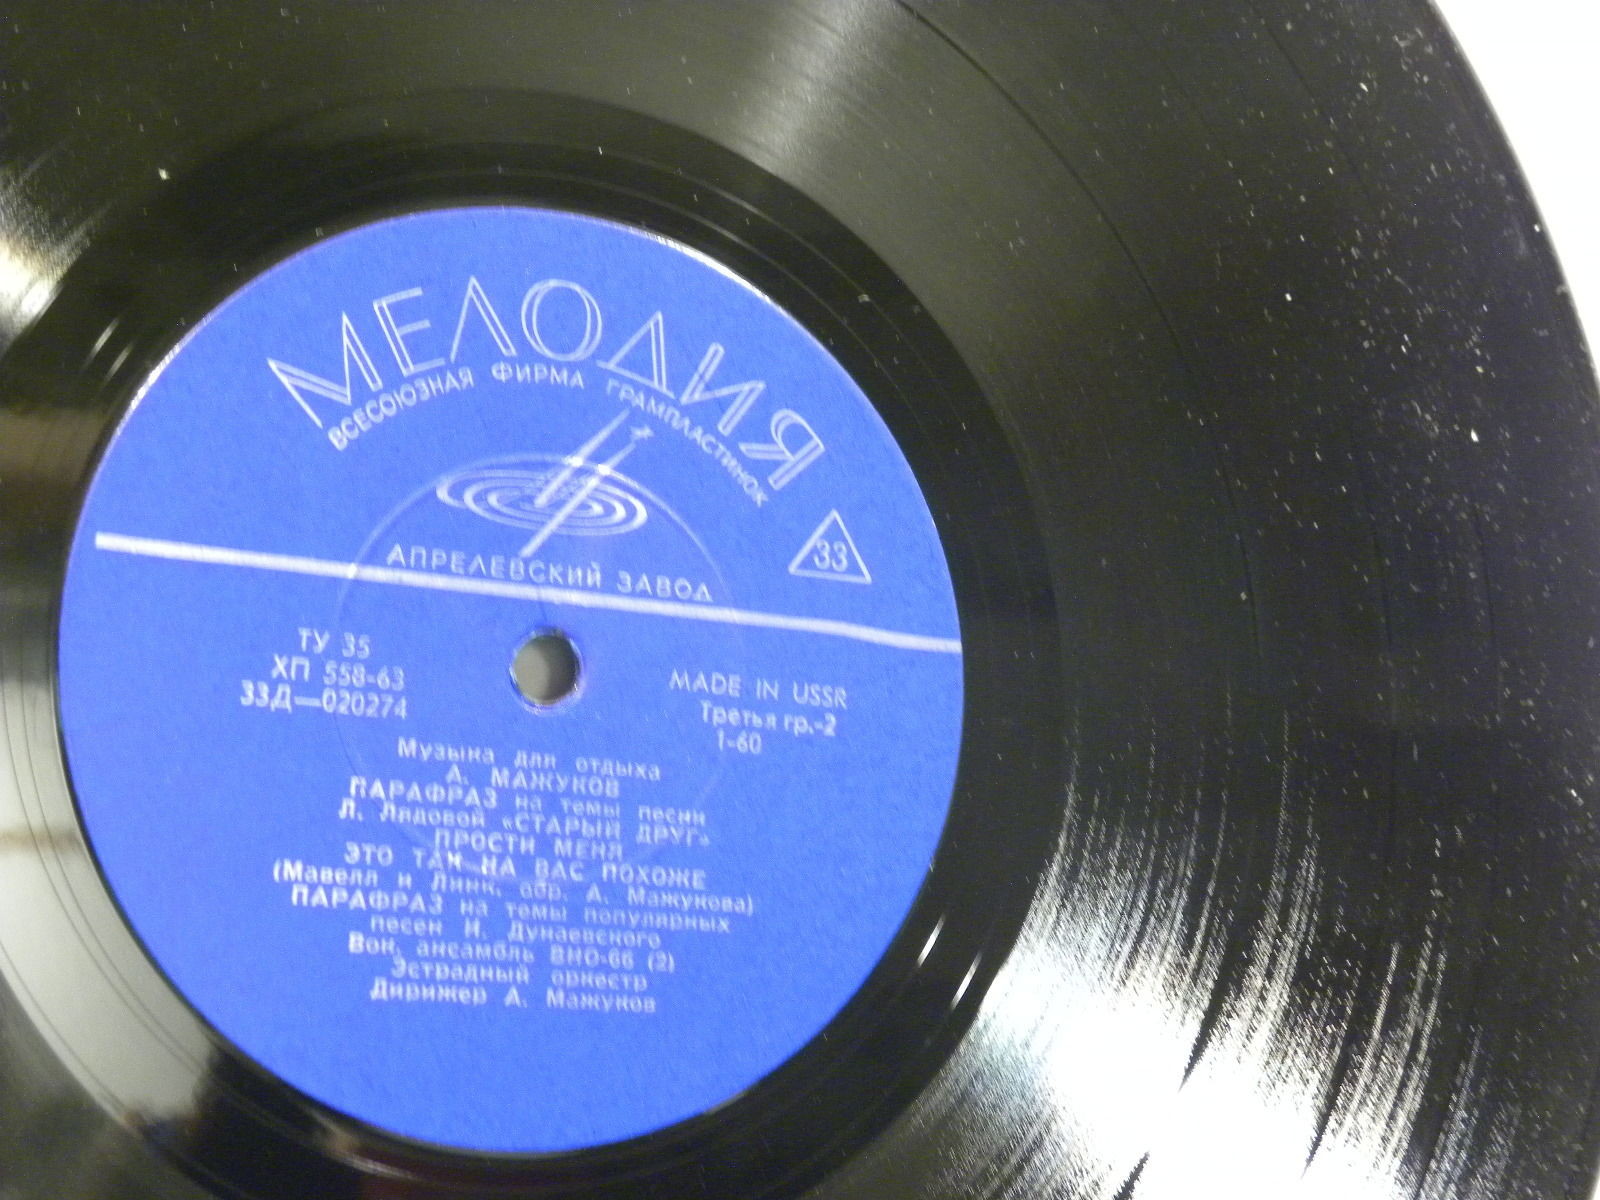 МЕЛОДИЯ
ВСЕСОЮЗНАЯ ФИРМА ГРАМПЛАСТИНОК
33
АПРЕЛЕВСКИЙ ЗАВОД
ТУ 35
ХП 558-63
33Д—020274
MADE IN USSR
Третья гр.-2
1-60
Музыка для отдыха
А. МАЖУКОВ
ПАРАФРАЗ на темы песни
Л. Лядовой «СТАРЫЙ ДРУГ»
ПРОСТИ МЕНЯ
ЭТО ТАК НА ВАС ПОХОЖЕ
(Мавелл и Линк, обр. А. Мажукова)
ПАРАФРАЗ на темы популярных
песен И. Дунаевского
Вок. ансамбль ВИО-66 (2)
Эстрадный оркестр
Дирижер А. Мажуков